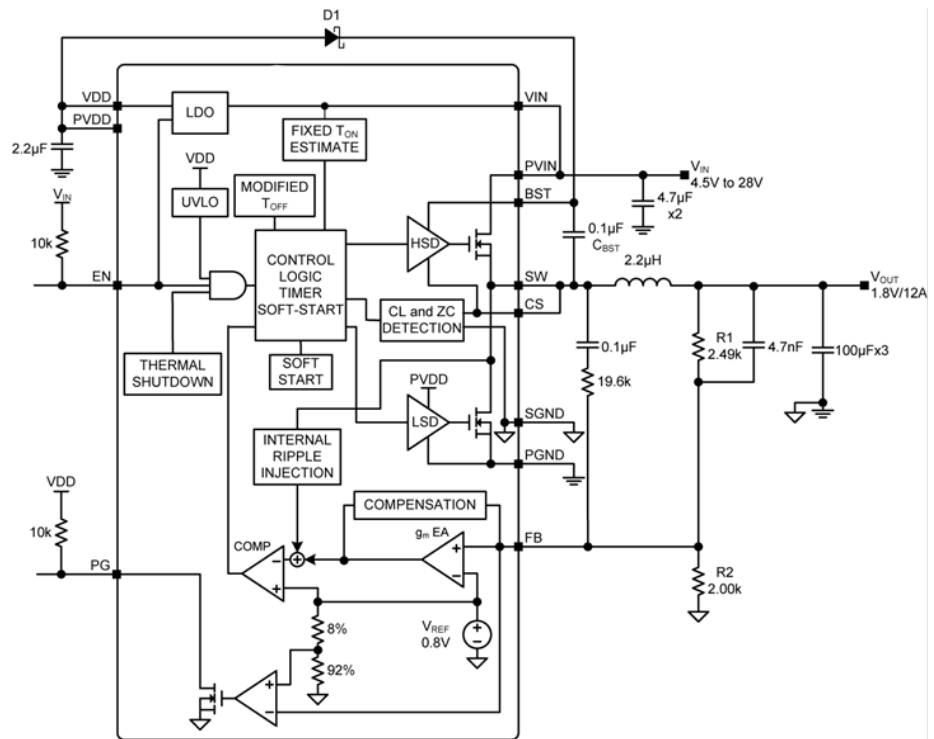 D1
VDD
PVDD
2.2µF
LDO
VIN
FIXED TON
ESTIMATE
VDD
UVLO
MODIFIED
TOFF
PVIN
BST
VIN
4.5V to 28V
4.7µF
x2
VIN
10k
EN
HSD
0.1µF
CBST
2.2µH
CONTROL
LOGIC
TIMER
SOFT-START
SW
CS
VOUT
1.8V/12A
CL and ZC
DETECTION
THERMAL
SHUTDOWN
SOFT
START
0.1µF
19.6k
R1
2.49k
4.7nF
100µFx3
PVDD
LSD
SGND
PGND
INTERNAL
RIPPLE
INJECTION
VDD
10k
PG
COMPENSATION
COMP
gm EA
FB
+
−
−
+
+
8%
92%
VREF
0.8V
+
−
R2
2.00k
+
−